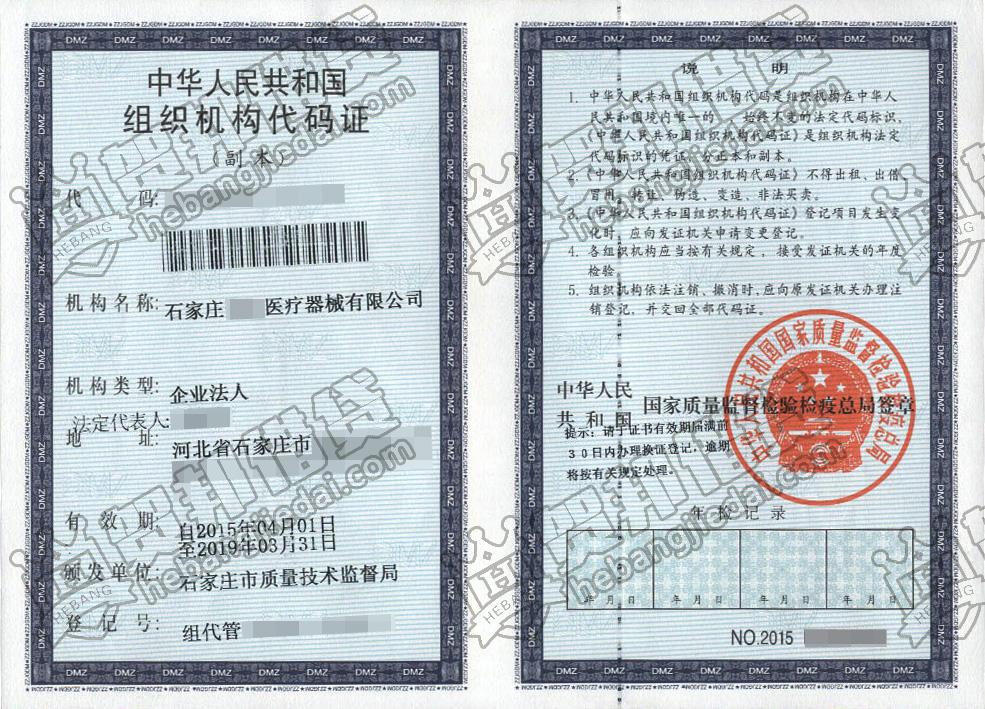 中华人民共和国
组织机构代码证
（副本）
代 码:
机构名称: 石家庄 医疗器械有限公司
机构类型: 企业法人
法定代表人:
地 址: 河北省石家庄市
有 效 期: 自2015年04月01日
至2019年03月31日
颁发单位: 石家庄市质量技术监督局
登 记 号: 组代管
说 明
1. 中华人民共和国组织机构代码是组织机构在中华人
民共和国境内唯一的、始终不变的法定代码标识，
《中华人民共和国组织机构代码证》是组织机构法定
代码标识的凭证，分正本和副本。
2. 《中华人民共和国组织机构代码证》不得出租、出借、
冒用、转让、伪造、变造、非法买卖。
3. 《中华人民共和国组织机构代码证》登记项目发生变
化时，应向发证机关申请变更登记。
4. 各组织机构应当按有关规定，接受发证机关的年度
检验。
5. 组织机构依法注销、撤消时，应向原发证机关办理注
销登记，并交回全部代码证。
中华人民
共 和 国 国家质量监督检验检疫总局签章
提示：请于证书有效期届满前
30日内办理换证登记，逾期
将按有关规定处理。
中华人民共和国国家质量监督检验检疫总局
年检记录
年 月 日 年 月 日 年 月 日 年 月 日
NO.2015
DMZ
ZZJGDM
盉邦借贷
hebangjiedai.com
HEBANG